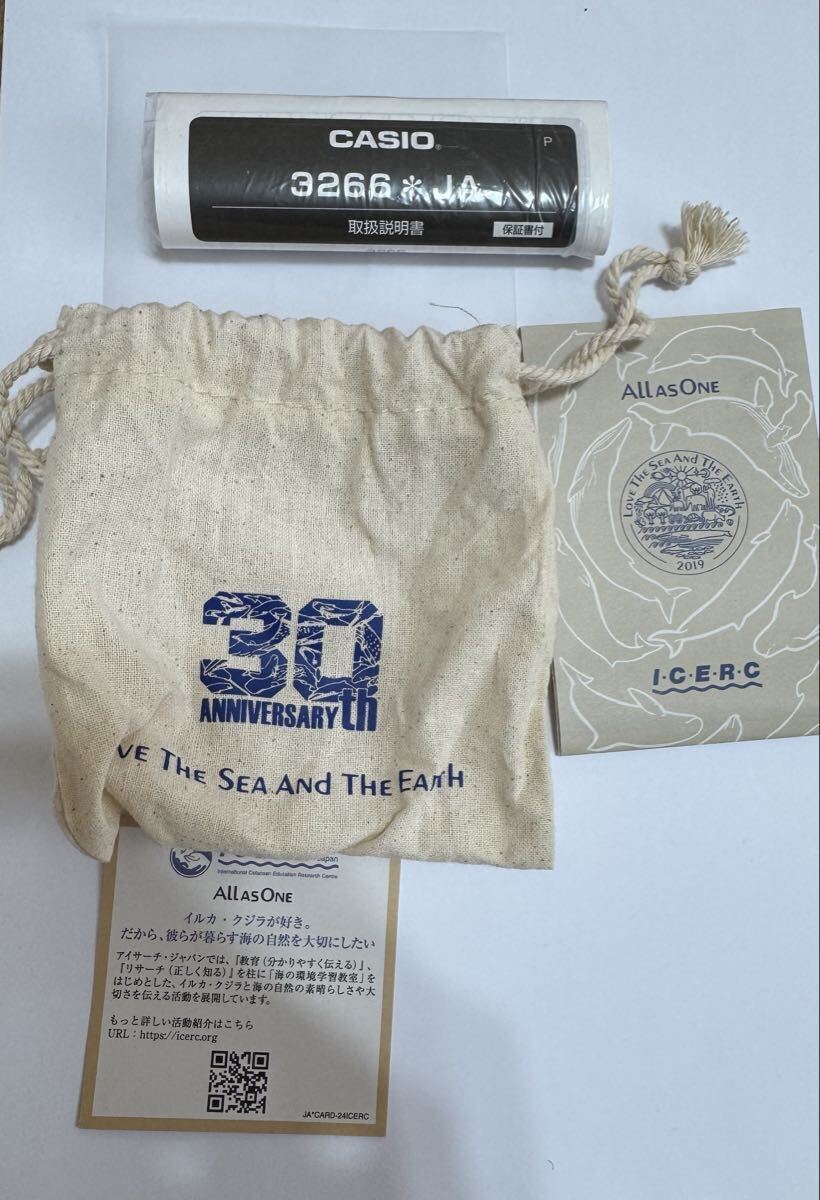 CASIO®
P
3266＊JA
取扱説明書
保証書付
ALL AS ONE
LOVE THE SEA AND THE EARTH
2019
I·C·E·R·C
30th
ANNIVERSARY
VE THE SEA AND THE EARTH
Japan
International Cetacean Education Research Centre
ALL AS ONE
イルカ・クジラが好き。
だから、彼らが暮らす海の自然を大切にしたい
アイサーチ・ジャパンでは、『教育（分かりやすく伝える）』、
『リサーチ（正しく知る）』を柱に「海の環境学習教室」を
はじめとした、イルカ・クジラと海の自然の素晴らしさや大
切さを伝える活動を展開しています。
もっと詳しい活動紹介はこちら
URL：https://icerc.org
JA*CARD-24ICERC